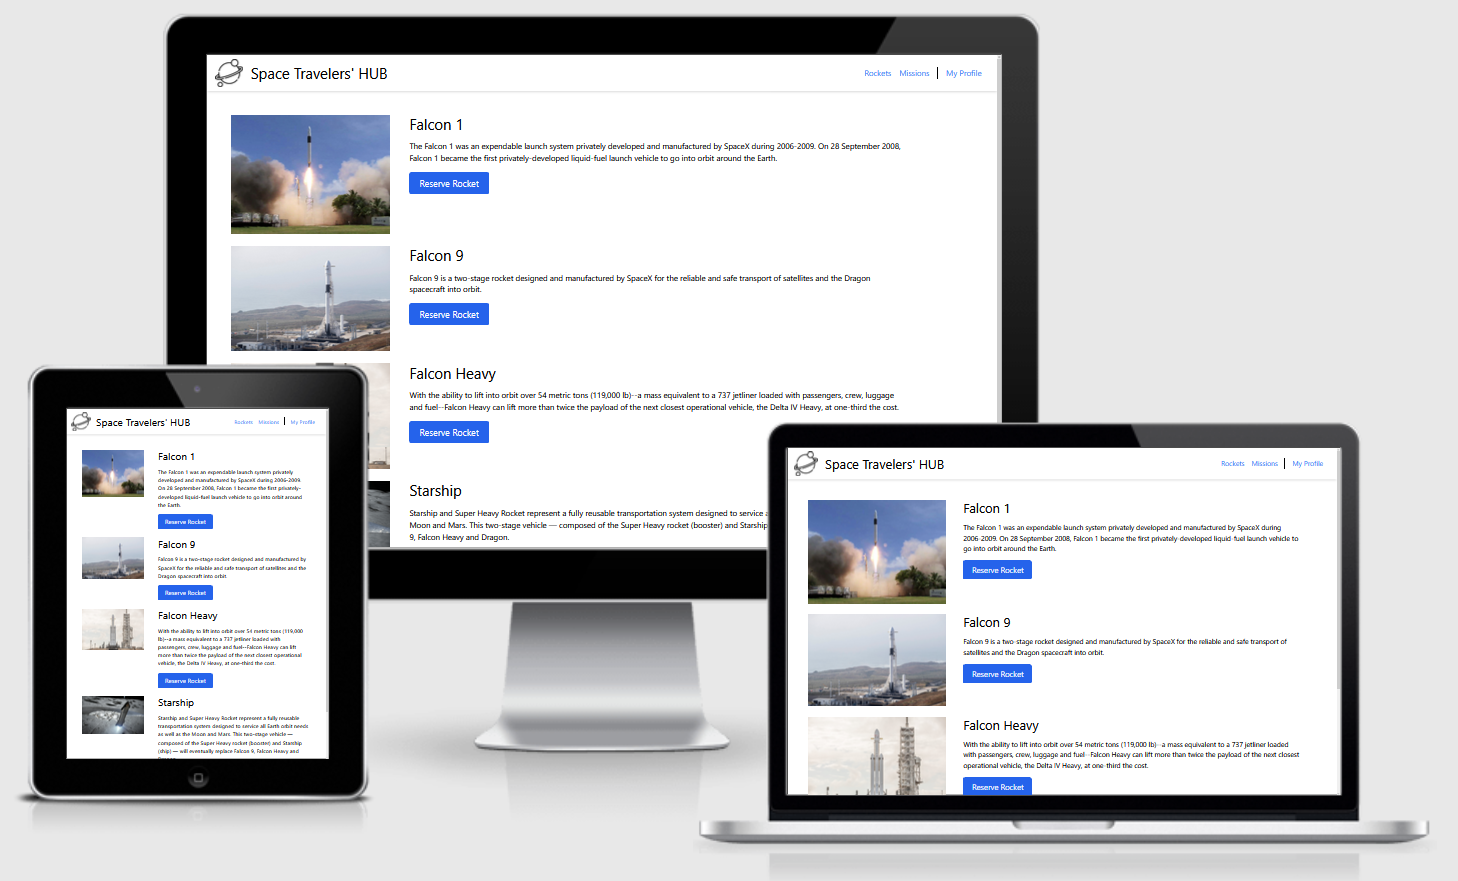 Space Travelers' HUB
Rockets Missions My Profile
Falcon 1
The Falcon 1 was an expendable launch system privately developed and manufactured by SpaceX during 2006-2009. On 28 September 2008,
Falcon 1 became the first privately-developed liquid-fuel launch vehicle to go into orbit around the Earth.
Reserve Rocket
Falcon 9
Falcon 9 is a two-stage rocket designed and manufactured by SpaceX for the reliable and safe transport of satellites and the Dragon
spacecraft into orbit.
Reserve Rocket
Falcon Heavy
With the ability to lift into orbit over 54 metric tons (119,000 lb)--a mass equivalent to a 737 jetliner loaded with passengers, crew, luggage
and fuel--Falcon Heavy can lift more than twice the payload of the next closest operational vehicle, the Delta IV Heavy, at one-third the cost.
Reserve Rocket
Starship
Starship and Super Heavy Rocket represent a fully reusable transportation system designed to service
Moon and Mars. This two-stage vehicle — composed of the Super Heavy rocket (booster) and Starship
9, Falcon Heavy and Dragon.
Space Travelers' HUB
Rockets Missions My Profile
Falcon 1
The Falcon 1 was an expendable launch system privately
developed and manufactured by SpaceX during 2006-2009.
On 28 September 2008, Falcon 1 became the first privately-
developed liquid-fuel launch vehicle to go into orbit around
the Earth.
Reserve Rocket
Falcon 9
Falcon 9 is a two-stage rocket designed and manufactured by
SpaceX for the reliable and safe transport of satellites and the
Dragon spacecraft into orbit.
Reserve Rocket
Falcon Heavy
With the ability to lift into orbit over 54 metric tons (119,000
lb)--a mass equivalent to a 737 jetliner loaded with
passengers, crew, luggage and fuel--Falcon Heavy can lift
more than twice the payload of the next closest operational
vehicle, the Delta IV Heavy, at one-third the cost.
Reserve Rocket
Starship
Starship and Super Heavy Rocket represent a fully reusable
transportation system designed to service all Earth orbit needs
as well as the Moon and Mars. This two-stage vehicle —
composed of the Super Heavy rocket (booster) and Starship
(ship) — will eventually replace Falcon 9, Falcon Heavy and
Space Travelers' HUB
Rockets Missions My Profile
Falcon 1
The Falcon 1 was an expendable launch system privately developed and manufactured by SpaceX during
2006-2009. On 28 September 2008, Falcon 1 became the first privately-developed liquid-fuel launch vehicle to
go into orbit around the Earth.
Reserve Rocket
Falcon 9
Falcon 9 is a two-stage rocket designed and manufactured by SpaceX for the reliable and safe transport of
satellites and the Dragon spacecraft into orbit.
Reserve Rocket
Falcon Heavy
With the ability to lift into orbit over 54 metric tons (119,000 lb)--a mass equivalent to a 737 jetliner loaded
with passengers, crew, luggage and fuel--Falcon Heavy can lift more than twice the payload of the next closest
operational vehicle, the Delta IV Heavy, at one-third the cost.
Reserve Rocket